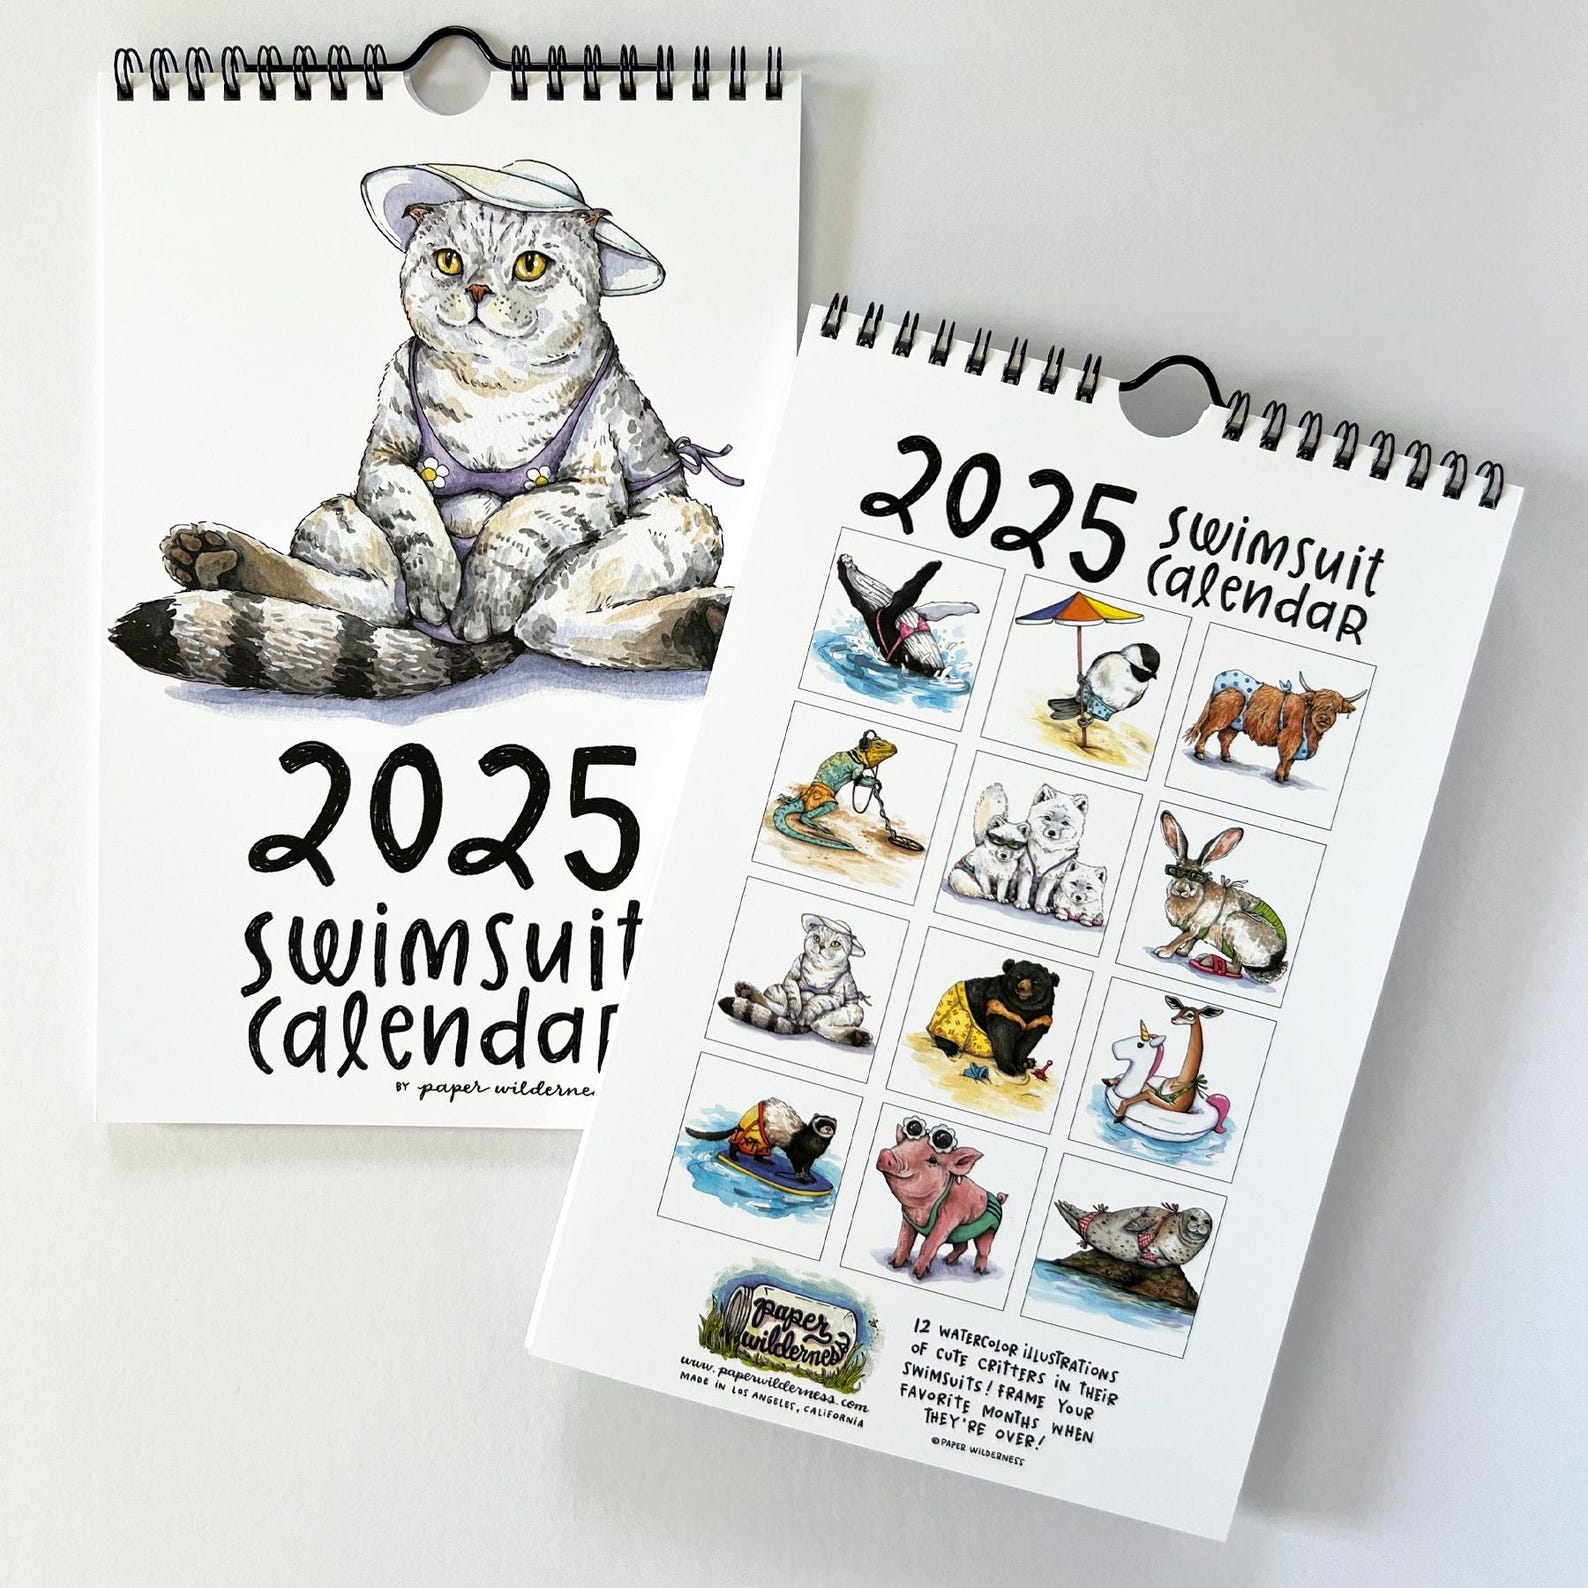 2025
swimsuit
calendar
BY paper wilderness
2025 swimsuit
calendar
paper
wilderness
www.paperwilderness.com
MADE IN LOS ANGELES, CALIFORNIA
12 WATERCOLOR ILLUSTRATIONS
OF CUTE CRITTERS IN THEIR
SWIMSUITS! FRAME YOUR
FAVORITE MONTHS WHEN
THEY'RE OVER!
©PAPER WILDERNESS